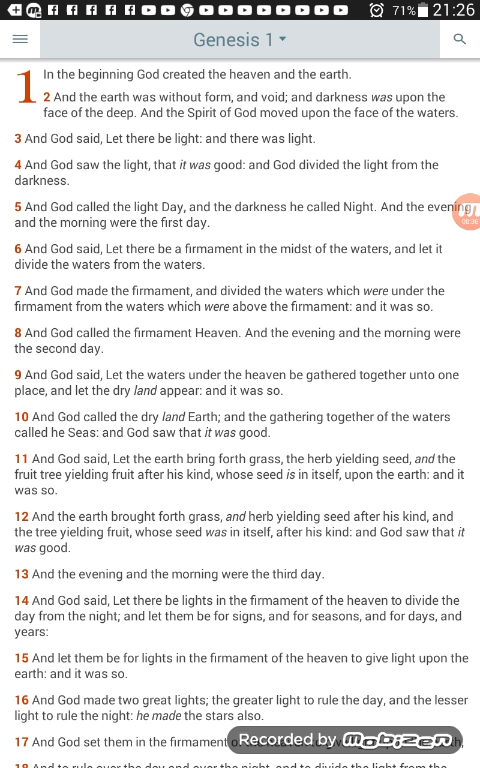 71% 21:26
Genesis 1
1 In the beginning God created the heaven and the earth.
2 And the earth was without form, and void; and darkness was upon the
face of the deep. And the Spirit of God moved upon the face of the waters.
3 And God said, Let there be light: and there was light.
4 And God saw the light, that it was good: and God divided the light from the
darkness.
5 And God called the light Day, and the darkness he called Night. And the evening
and the morning were the first day.
6 And God said, Let there be a firmament in the midst of the waters, and let it
divide the waters from the waters.
7 And God made the firmament, and divided the waters which were under the
firmament from the waters which were above the firmament: and it was so.
8 And God called the firmament Heaven. And the evening and the morning were
the second day.
9 And God said, Let the waters under the heaven be gathered together unto one
place, and let the dry land appear: and it was so.
10 And God called the dry land Earth; and the gathering together of the waters
called he Seas: and God saw that it was good.
11 And God said, Let the earth bring forth grass, the herb yielding seed, and the
fruit tree yielding fruit after his kind, whose seed is in itself, upon the earth: and it
was so.
12 And the earth brought forth grass, and herb yielding seed after his kind, and
the tree yielding fruit, whose seed was in itself, after his kind: and God saw that it
was good.
13 And the evening and the morning were the third day.
14 And God said, Let there be lights in the firmament of the heaven to divide the
day from the night; and let them be for signs, and for seasons, and for days, and
years:
15 And let them be for lights in the firmament of the heaven to give light upon the
earth: and it was so.
16 And God made two great lights; the greater light to rule the day, and the lesser
light to rule the night: he made the stars also.
17 And God set them in the firmament
Recorded by Mobizen
18 And to rule over the day and over the night, and to divide the light from the